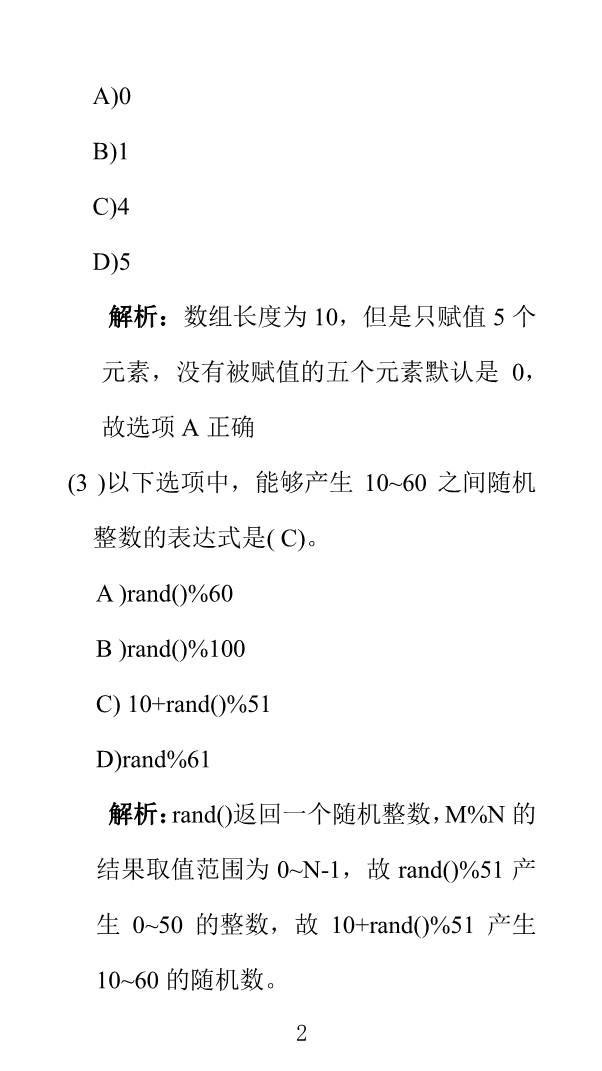 A)0
B)1
C)4
D)5
解析：数组长度为 10，但是只赋值 5 个
元素，没有被赋值的五个元素默认是 0，
故选项 A 正确
(3 )以下选项中，能够产生 10~60 之间随机
整数的表达式是( C)。
A )rand()%60
B )rand()%100
C) 10+rand()%51
D)rand%61
解析：rand()返回一个随机整数，M%N 的
结果取值范围为 0~N-1，故 rand()%51 产
生 0~50 的整数，故 10+rand()%51 产生
10~60 的随机数。
2